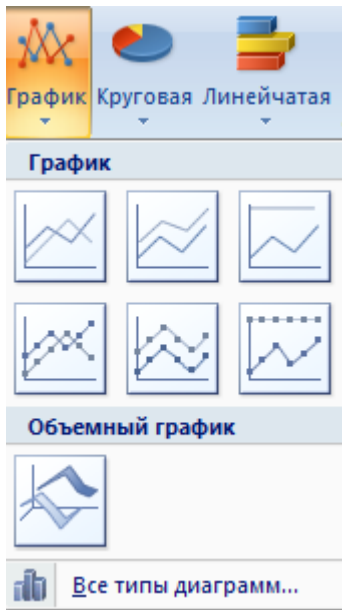 График Круговая Линейчатая
График
Объемный график
Все типы диаграмм...